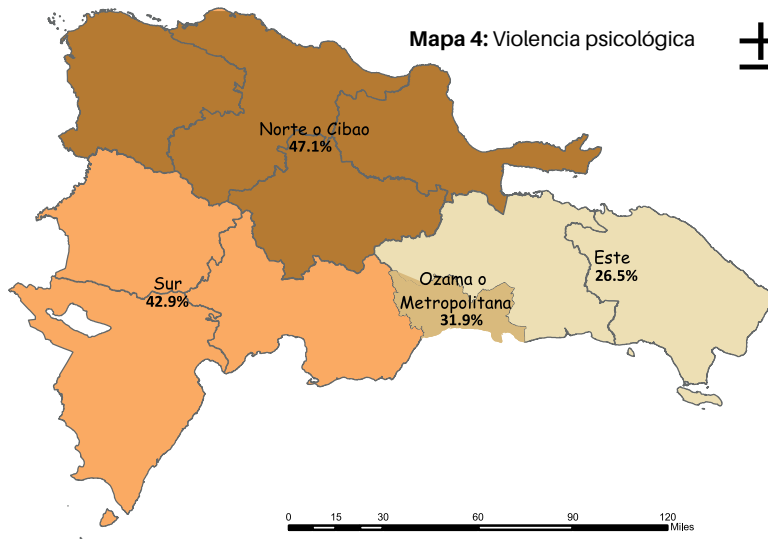 Mapa 4: Violencia psicológica
Norte o Cibao
47.1%
Este
26.5%
Ozama o
Metropolitana
31.9%
Sur
42.9%
0 15 30 60 90 120
Miles